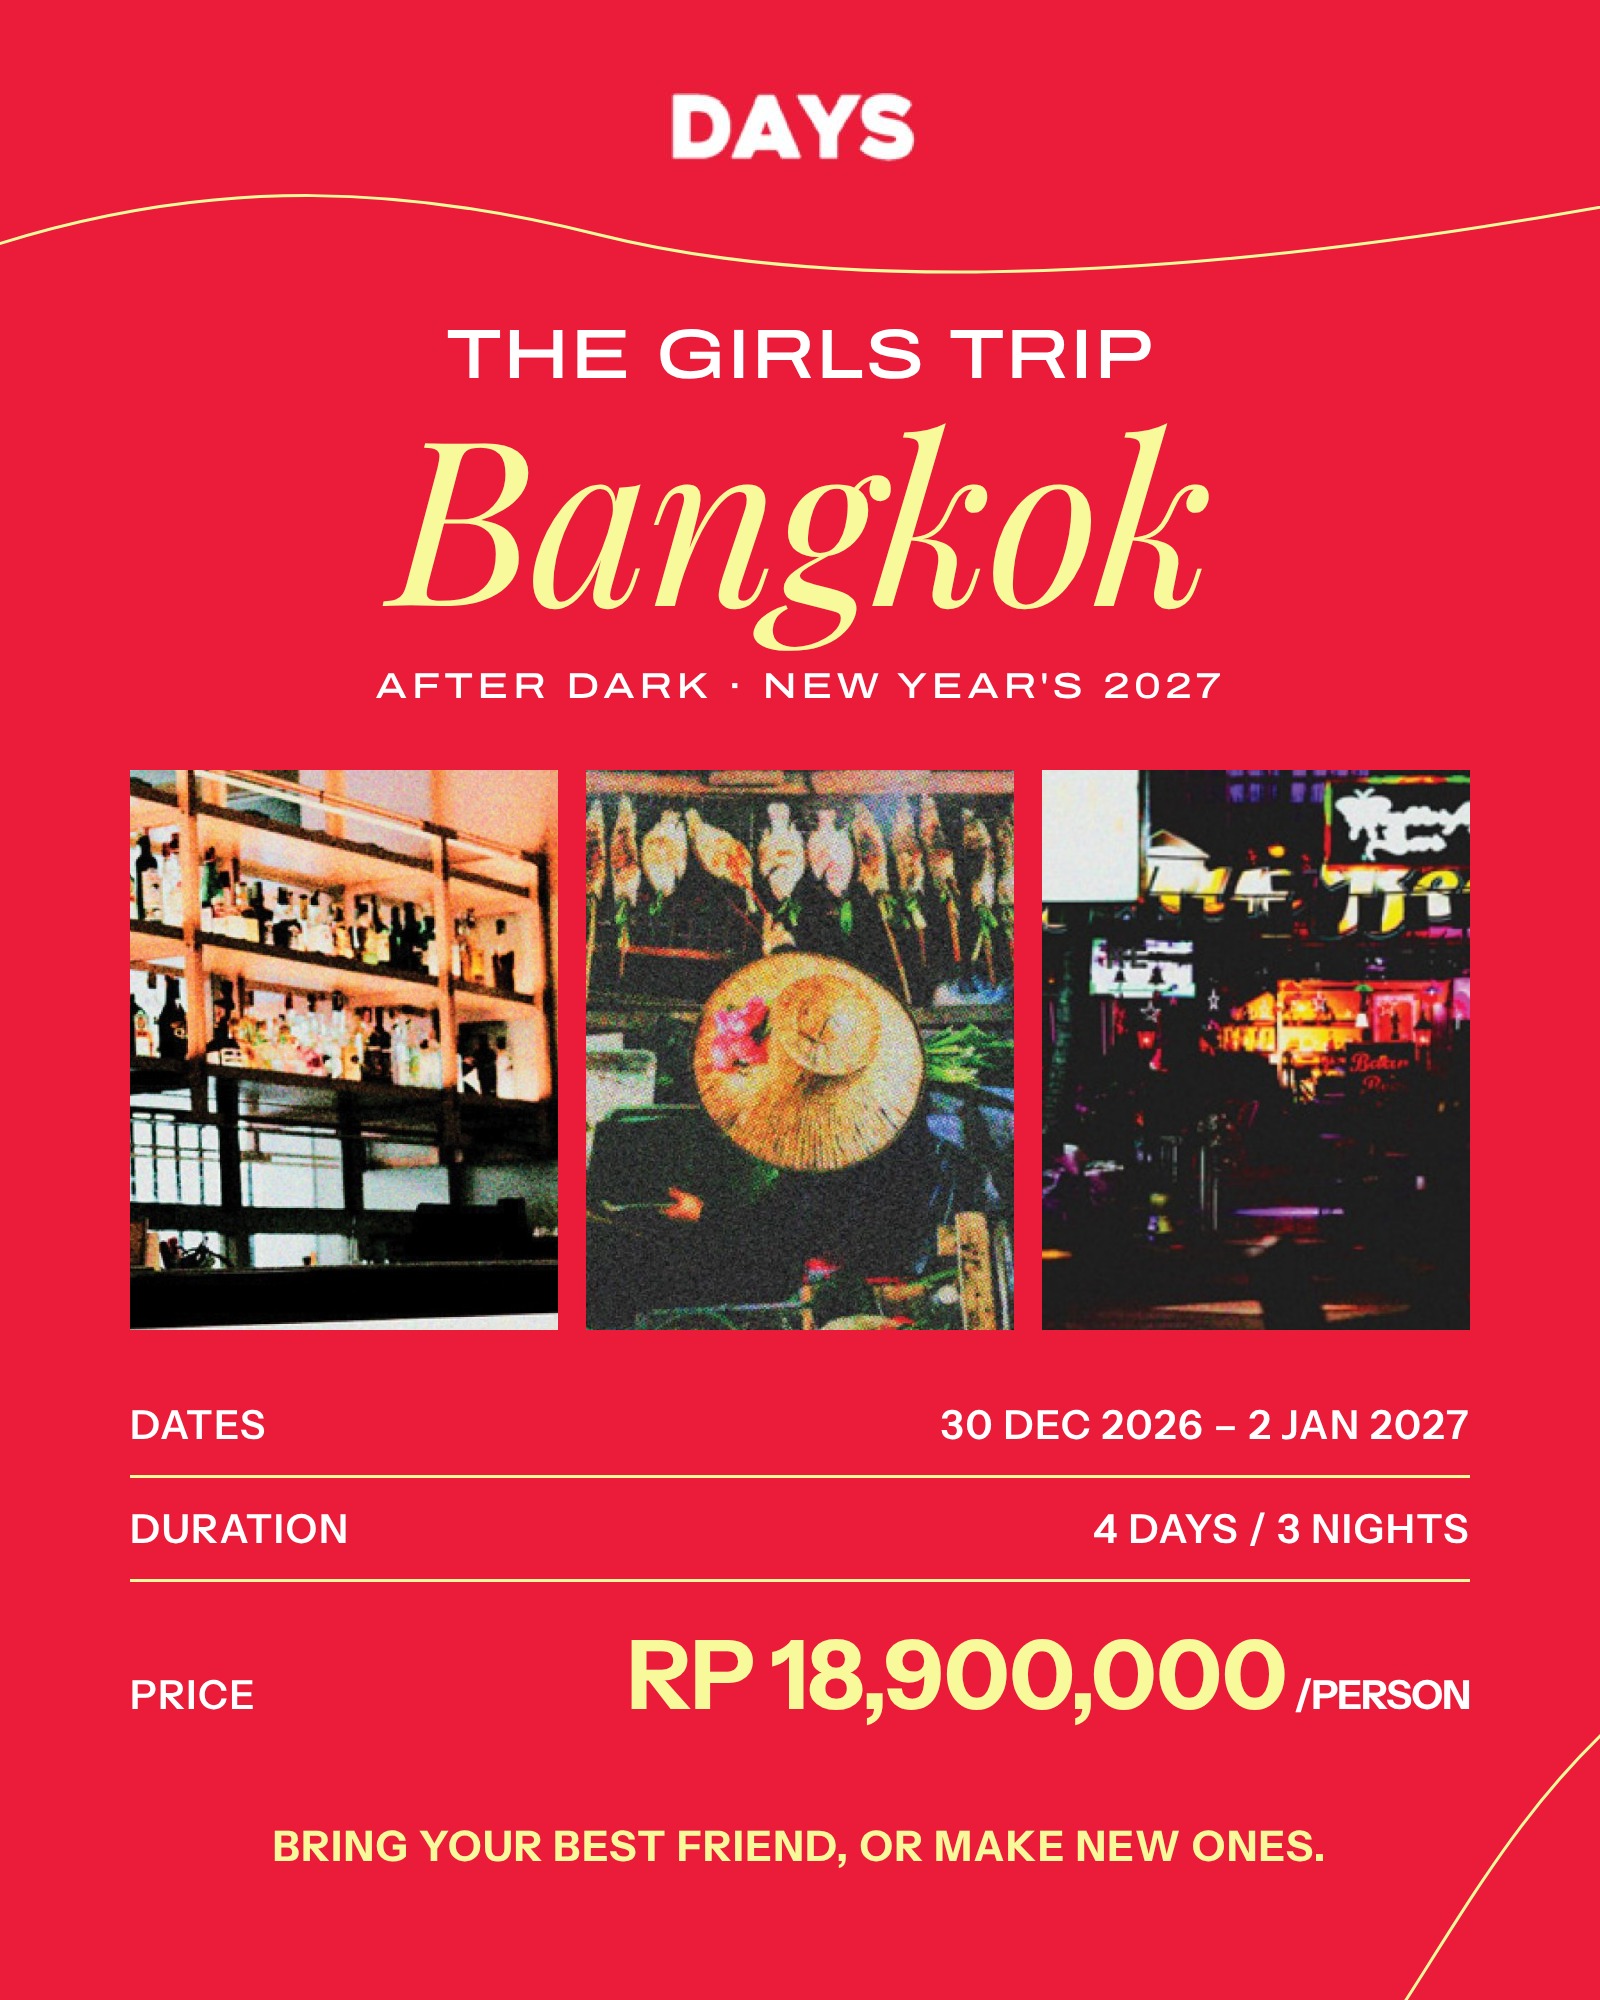 DAYS
THE GIRLS TRIP
Bangkok
AFTER DARK · NEW YEAR'S 2027
DATES 30 DEC 2026 – 2 JAN 2027
DURATION 4 DAYS / 3 NIGHTS
PRICE RP 18,900,000 /PERSON
BRING YOUR BEST FRIEND, OR MAKE NEW ONES.